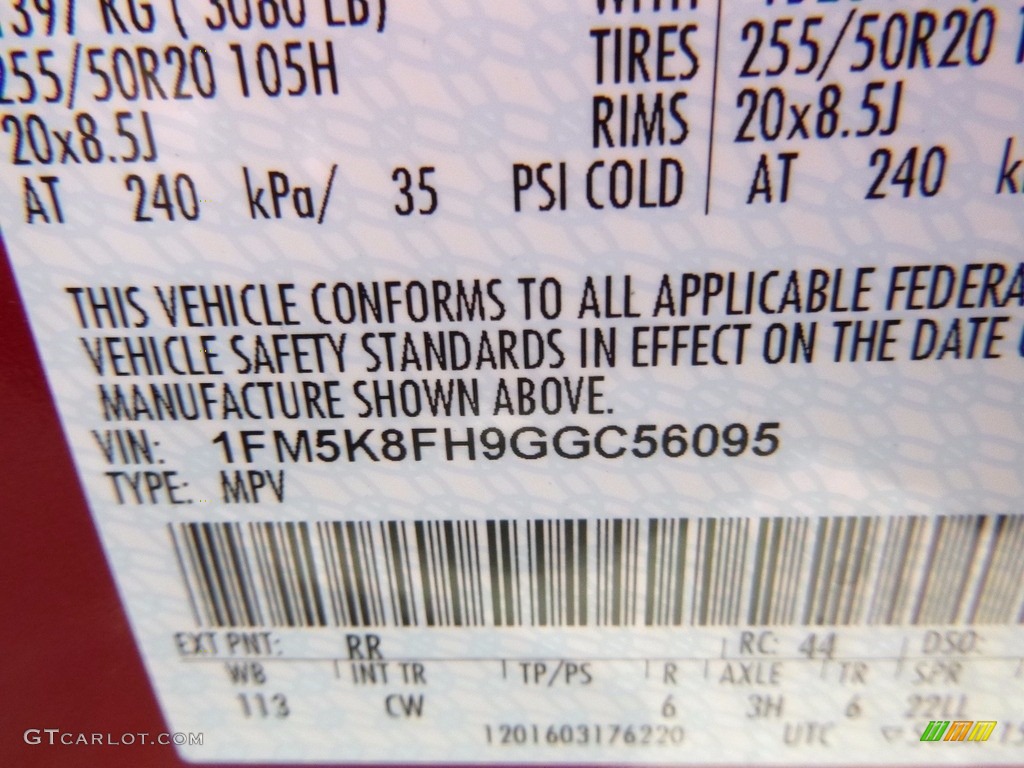 KG ( 3080 LB)
255/50R20 105H TIRES 255/50R20
20x8.5J RIMS 20x8.5J
AT 240 kPa/ 35 PSI COLD AT 240
THIS VEHICLE CONFORMS TO ALL APPLICABLE FEDERA
VEHICLE SAFETY STANDARDS IN EFFECT ON THE DATE
MANUFACTURE SHOWN ABOVE.
VIN: 1FM5K8FH9GGC56095
TYPE: MPV
EXT PNT: RR RC: 44 DSO:
WB INT TR TP/PS R AXLE TR SPR
113 CW 6 3H 6 22LL
1201603176220 UTC
GTCARLOT.COM